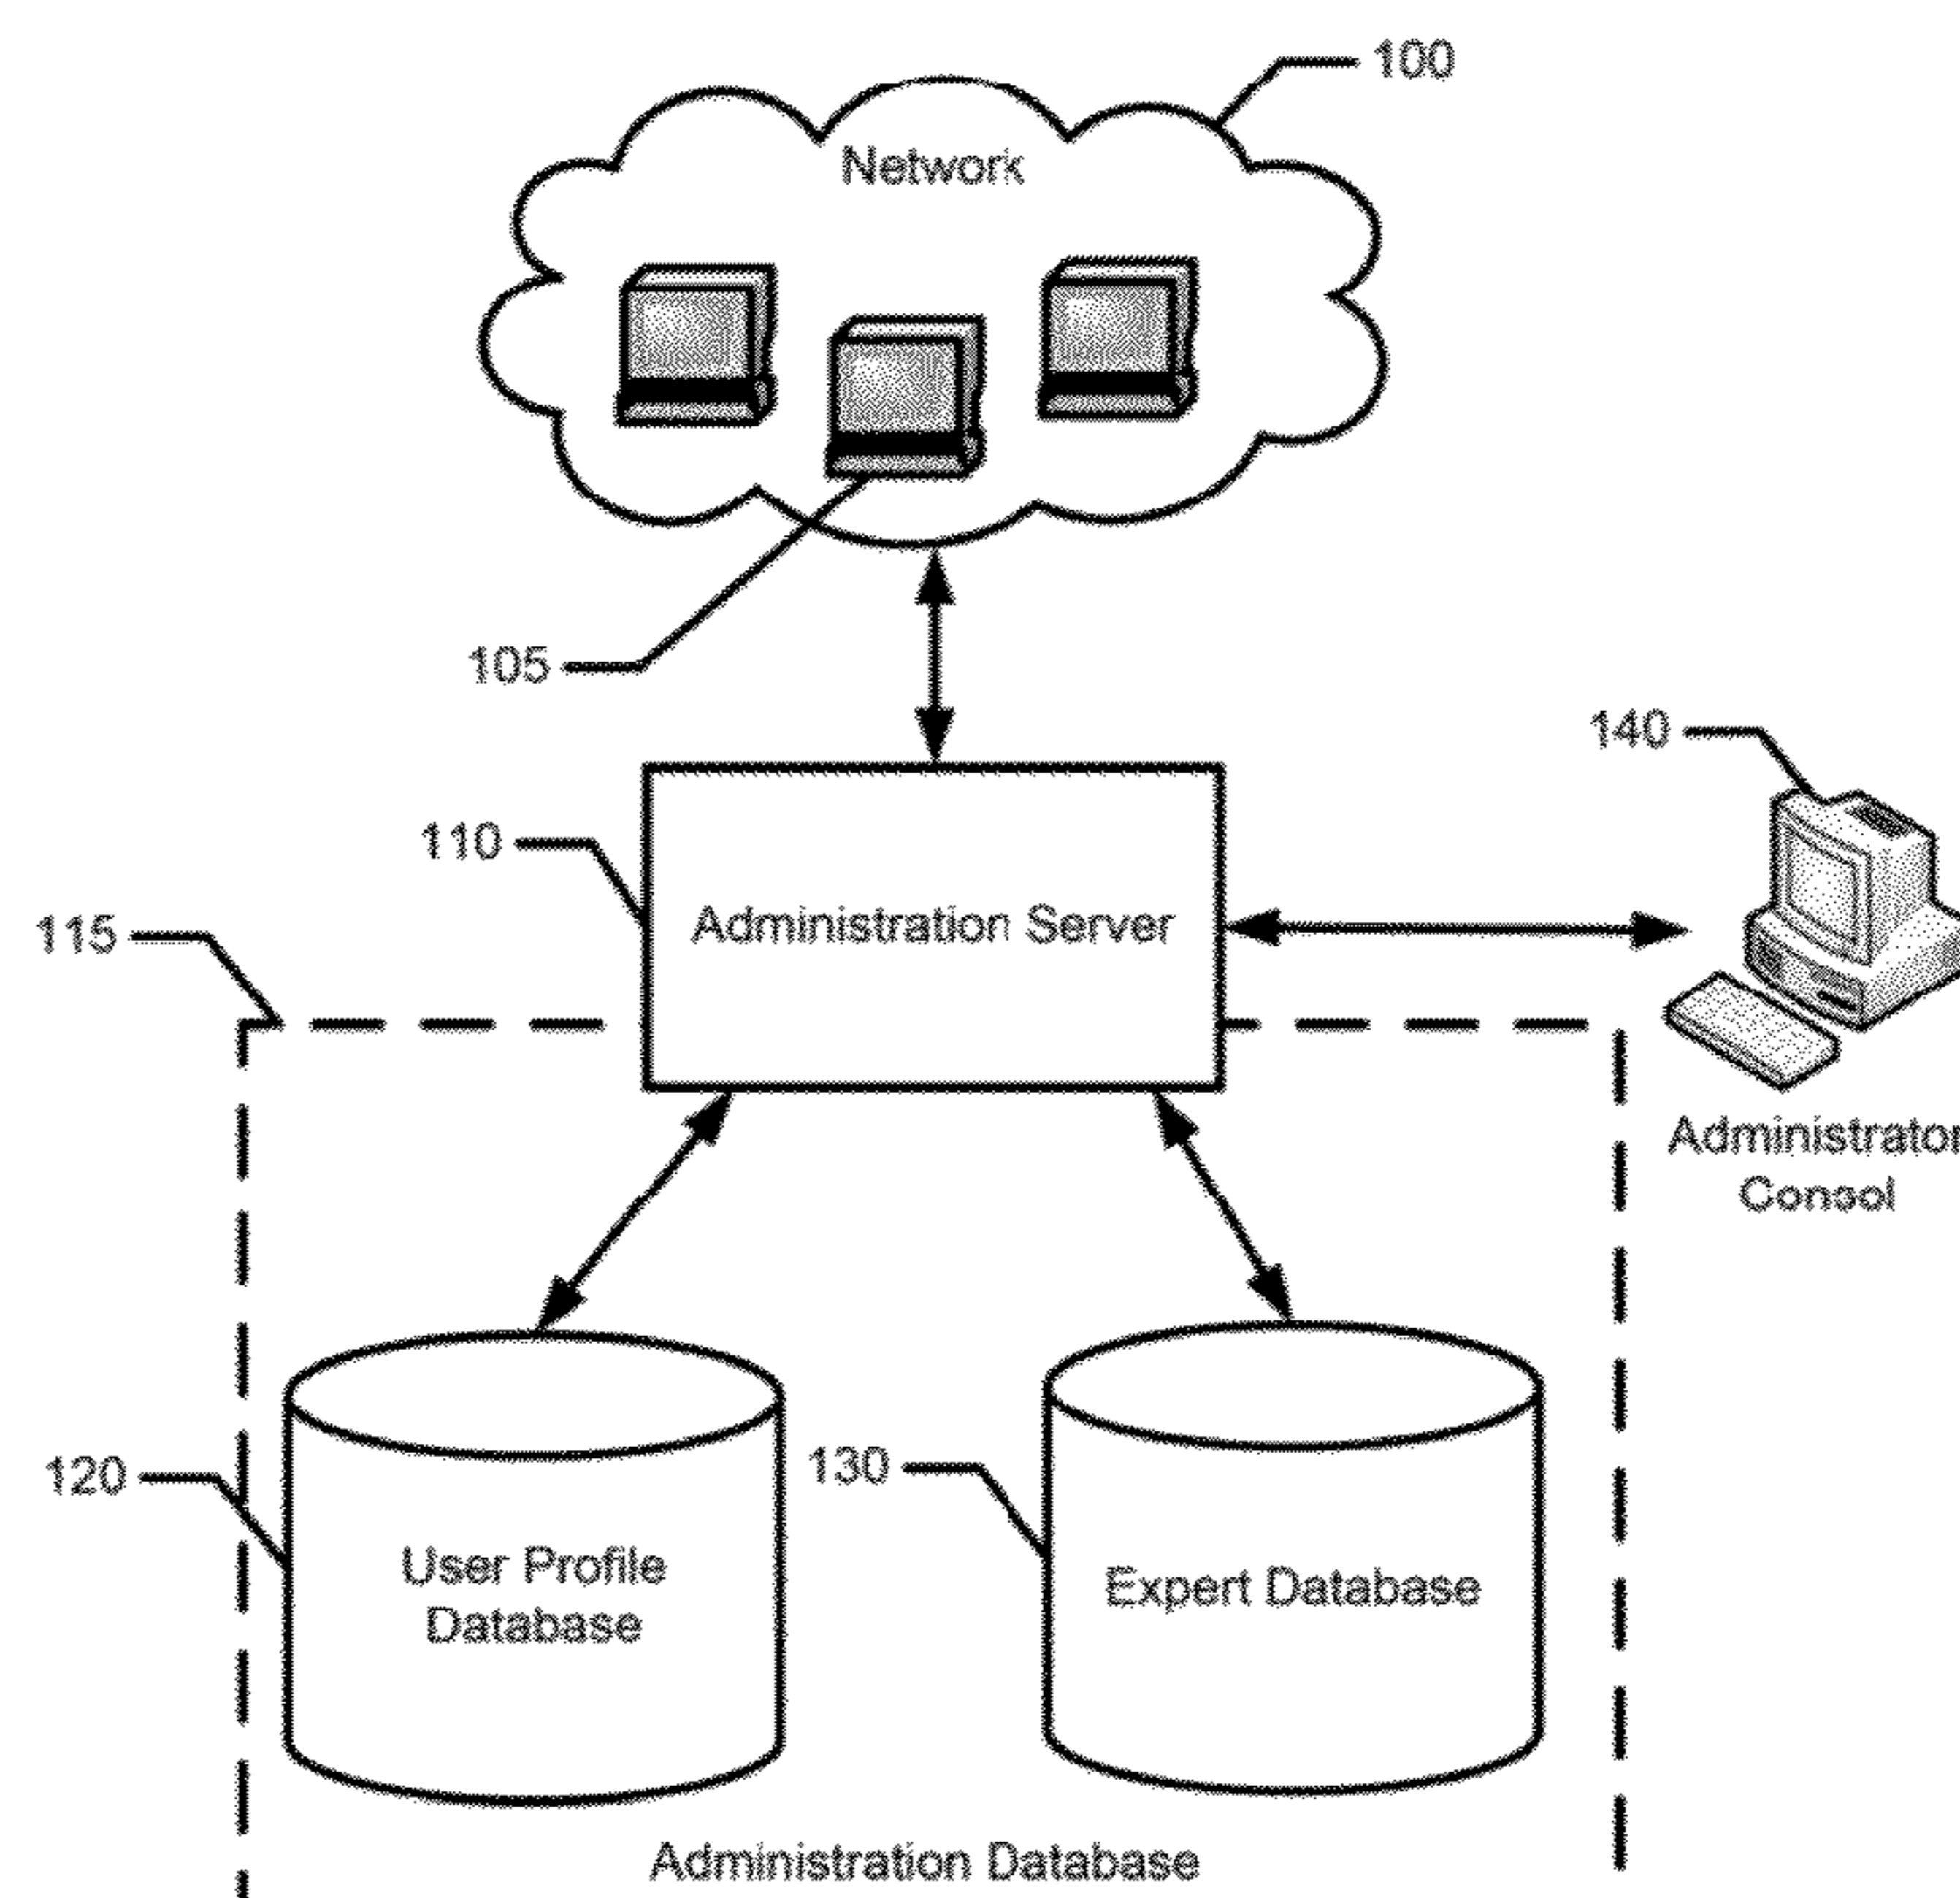 100
Network
105
140
110
Administration Server
115
Administrator
Consol
120
130
User Profile
Database
Expert Database
Administration Database